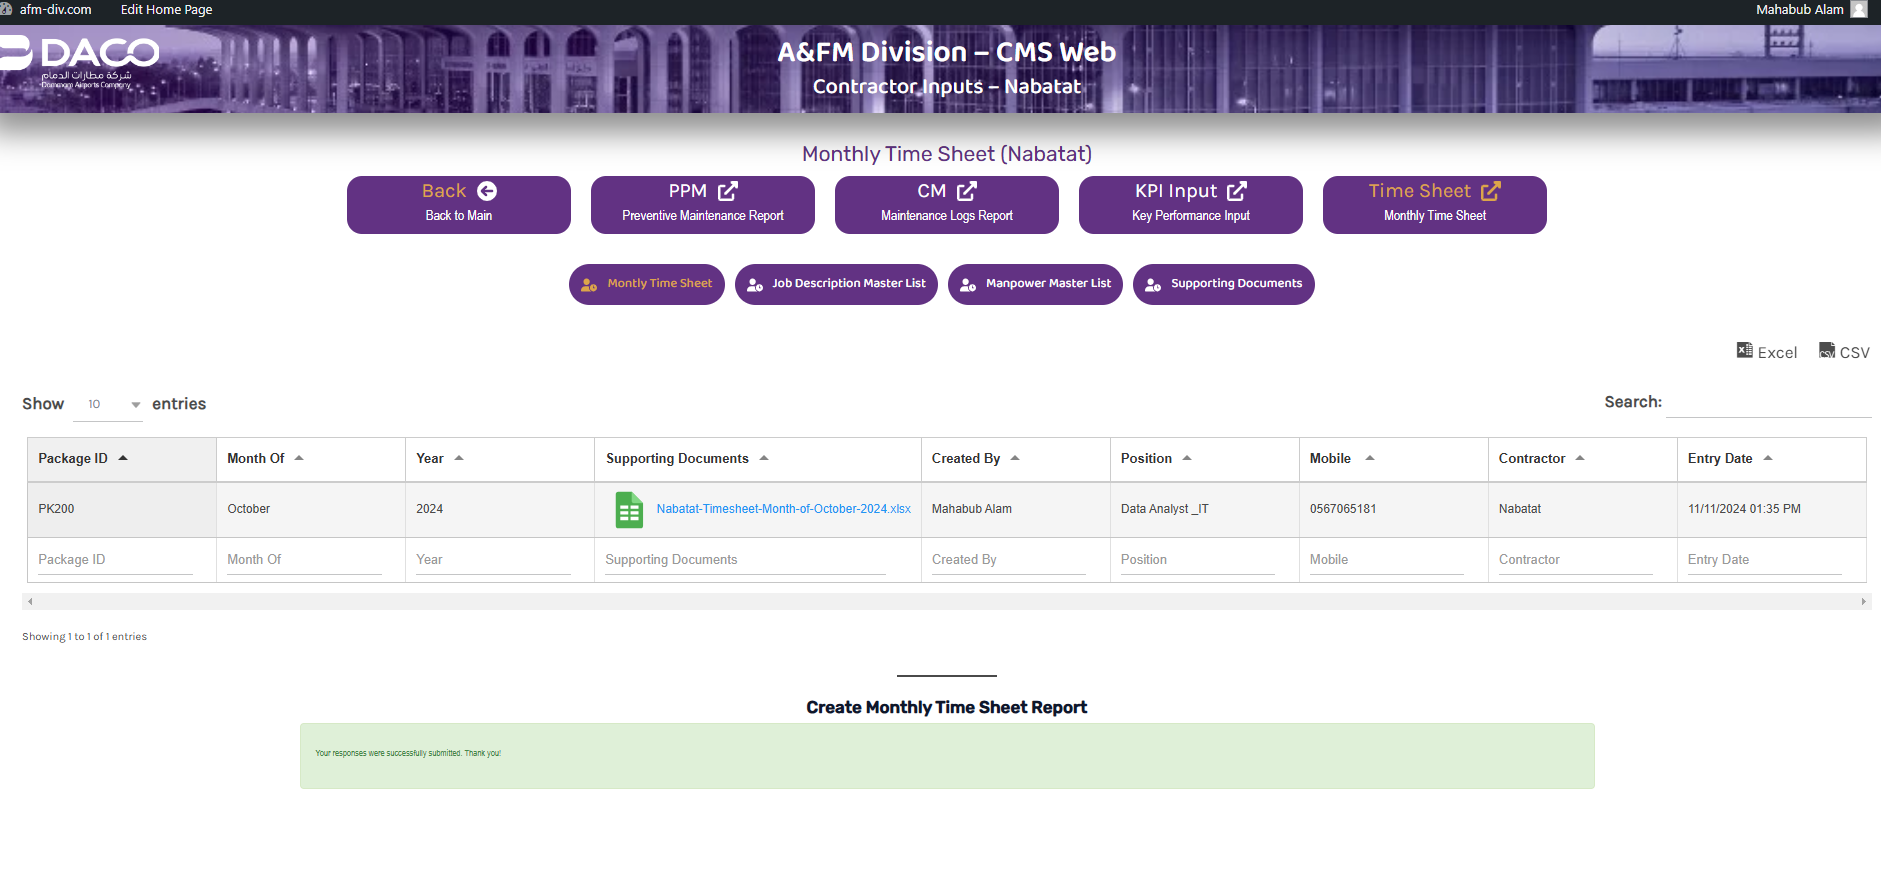 afm-div.com Edit Home Page Mahabub Alam
DACO
شركة مطارات الدمام
Dammam Airports Company
A&FM Division – CMS Web
Contractor Inputs – Nabatat
Monthly Time Sheet (Nabatat)
Back PPM CM KPI Input Time Sheet
Back to Main Preventive Maintenance Report Maintenance Logs Report Key Performance Input Monthly Time Sheet
Montly Time Sheet Job Description Master List Manpower Master List Supporting Documents
Excel CSV
Show 10 entries Search:
Package ID Month Of Year Supporting Documents Created By Position Mobile Contractor Entry Date
PK200 October 2024 Nabatat-Timesheet-Month-of-October-2024.xlsx Mahabub Alam Data Analyst _IT 0567065181 Nabatat 11/11/2024 01:35 PM
Package ID Month Of Year Supporting Documents Created By Position Mobile Contractor Entry Date
Showing 1 to 1 of 1 entries
Create Monthly Time Sheet Report
Your responses were successfully submitted. Thank you!